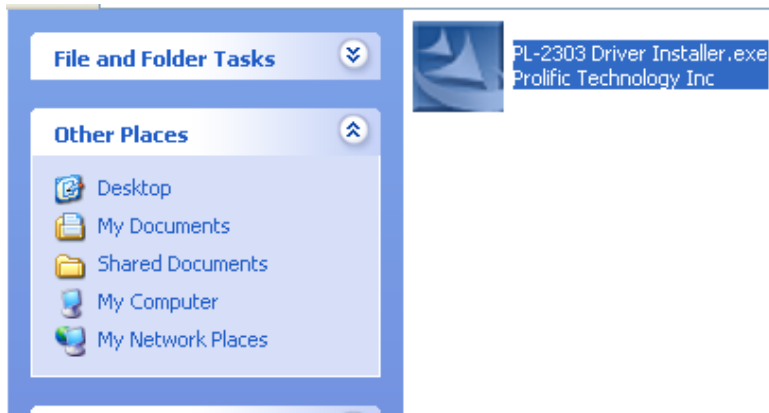 File and Folder Tasks
Other Places
Desktop
My Documents
Shared Documents
My Computer
My Network Places
PL-2303 Driver Installer.exe
Prolific Technology Inc